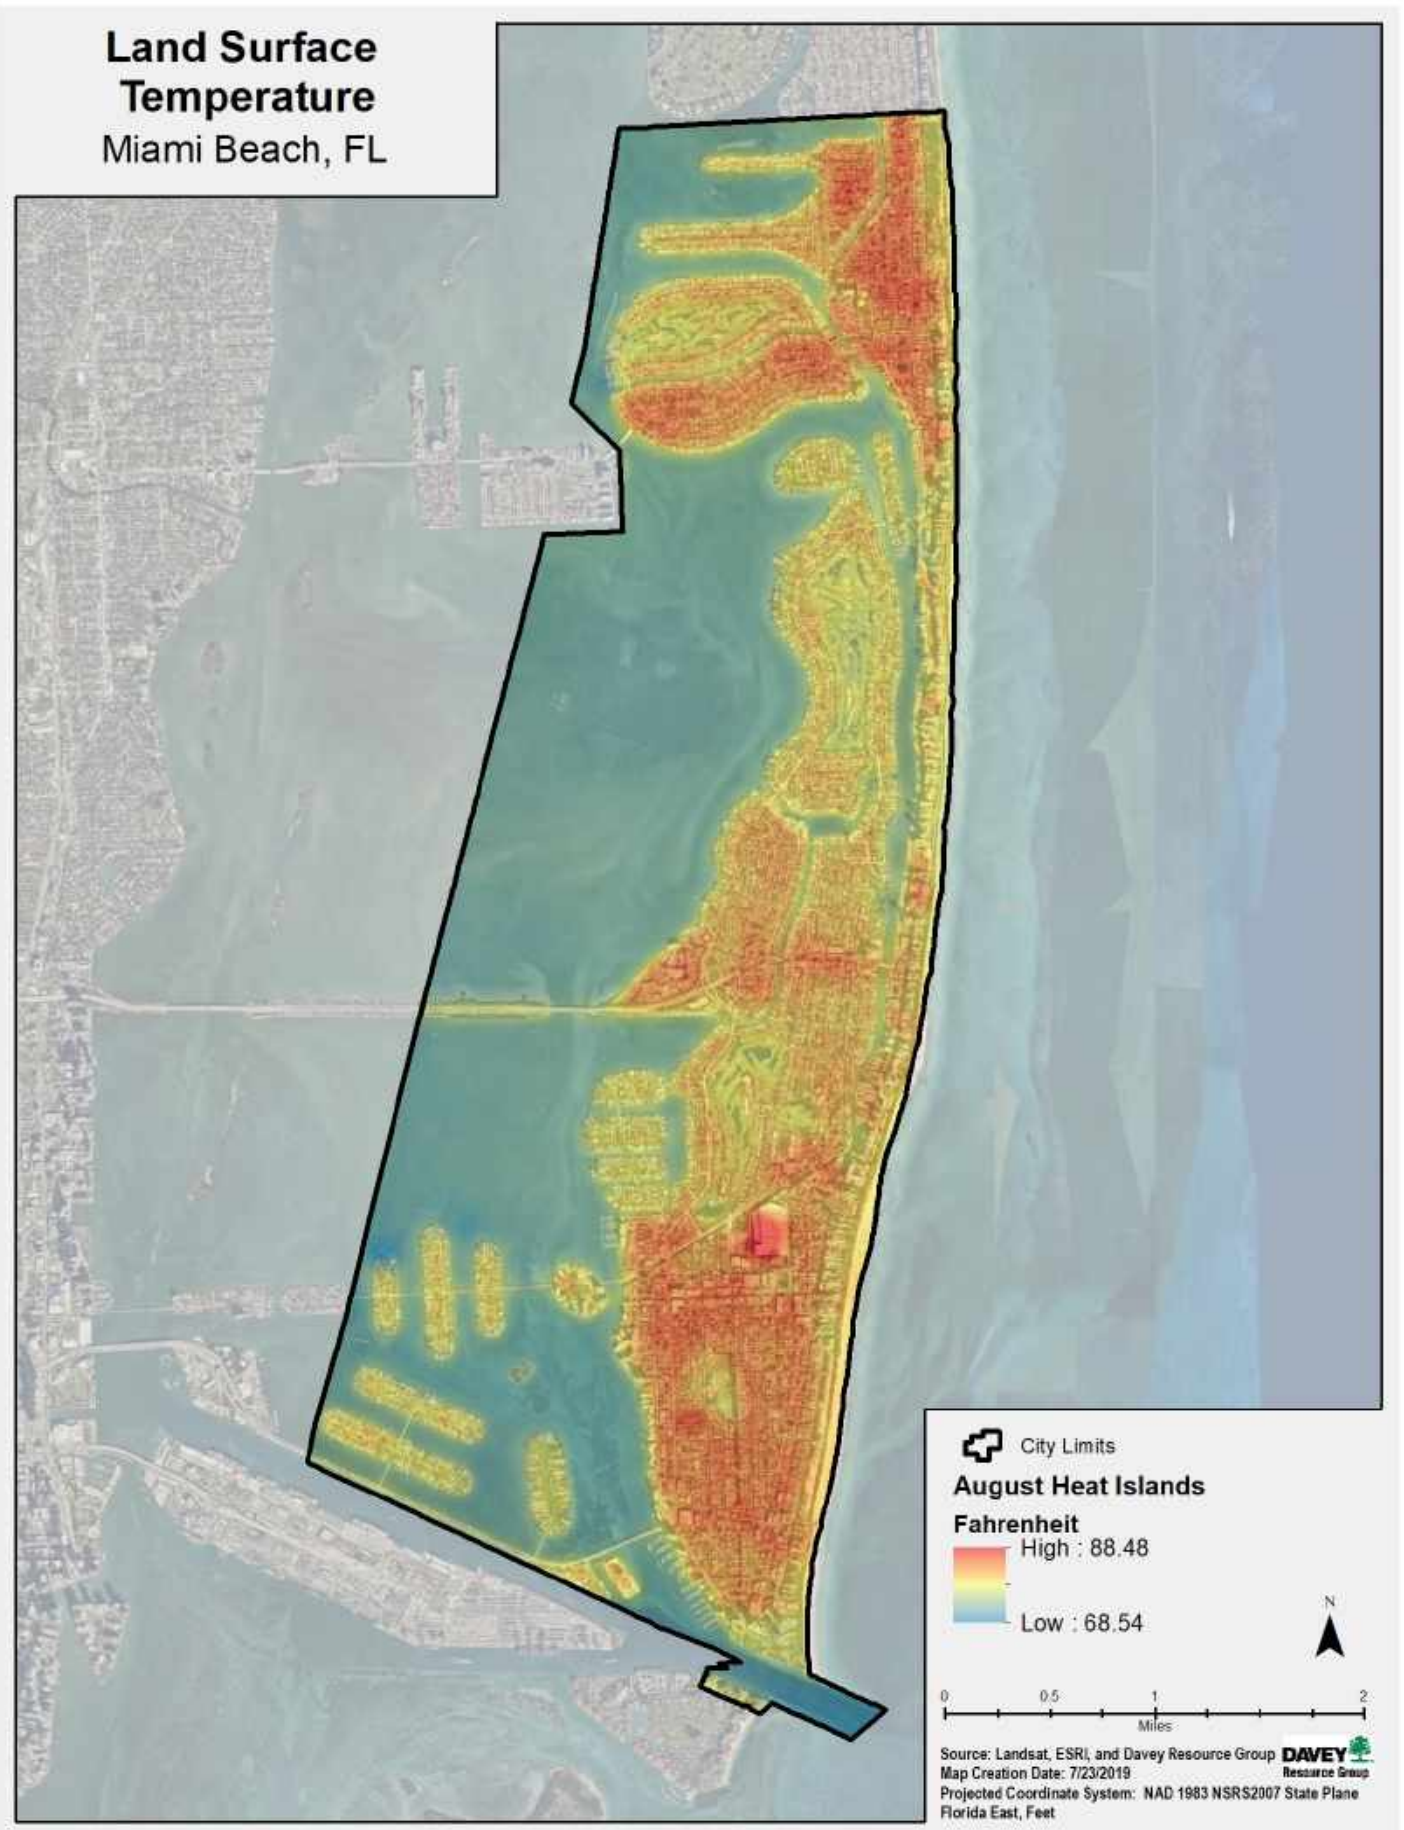 Land Surface
Temperature
Miami Beach, FL
City Limits
August Heat Islands
Fahrenheit
High : 88.48
Low : 68.54
N
0 0.5 1 2
Miles
Source: Landsat, ESRI, and Davey Resource Group
DAVEY
Resource Group
Map Creation Date: 7/23/2019
Projected Coordinate System: NAD 1983 NSRS2007 State Plane
Florida East, Feet